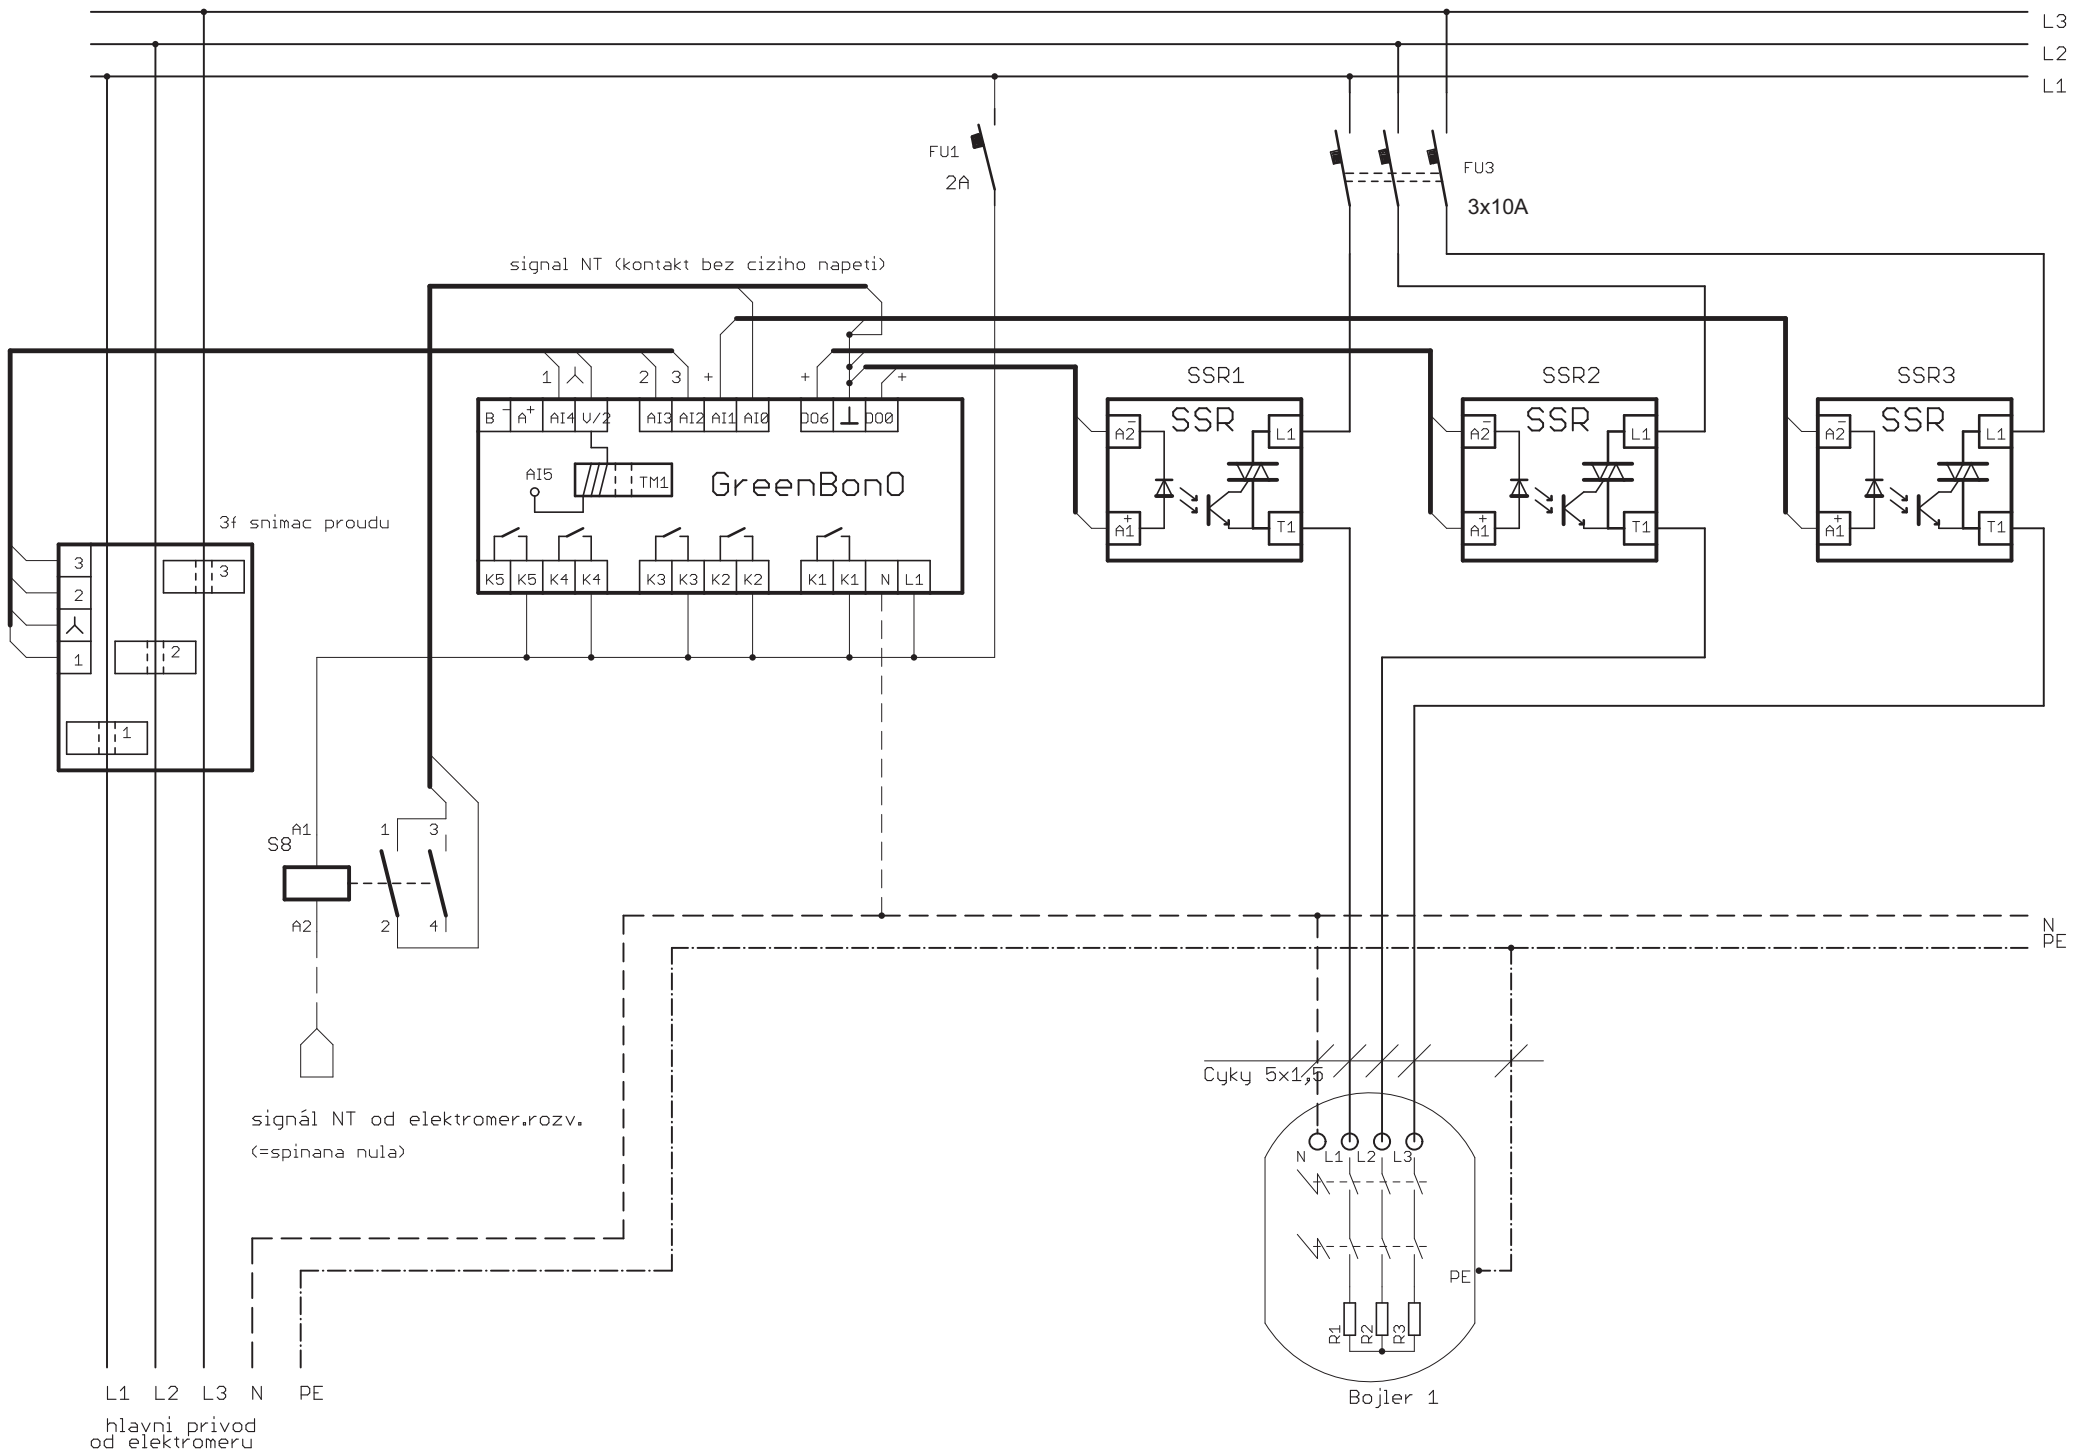 L3
L2
L1
FU1
2A
FU3
3x10A
signal NT (kontakt bez ciziho napeti)
1 2 3 + + +
SSR1 SSR2 SSR3
B - A + AI4 V/2 AI3 AI2 AI1 AI0 DO6 DO0
A2 - SSR L1
A2 - SSR L1
A2 - SSR L1
AI5 TM1 GreenBon0
3f snimac proudu
A1 + T1
A1 + T1
A1 + T1
K5 K5 K4 K4 K3 K3 K2 K2 K1 K1 N L1
3 3
2
2
1
1
S8 A1 1 3
A2 2 4
N
PE
Cyky 5x1,5
signál NT od elektromer.rozv.
(=spinana nula)
N L1 L2 L3
PE
R1 R2 R3
Bojler 1
L1 L2 L3 N PE
hlavni privod
od elektromeru